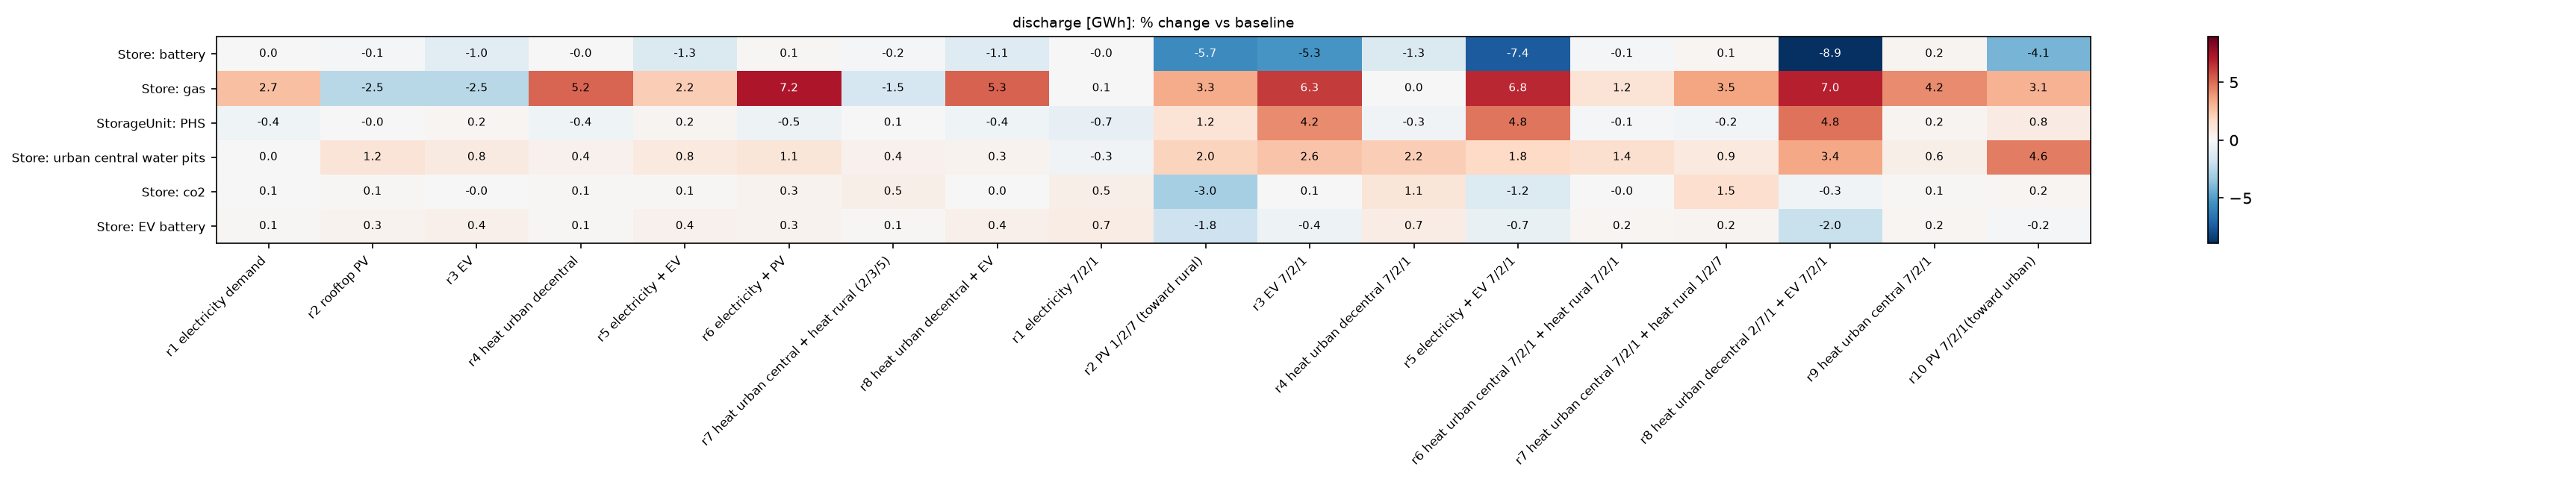 discharge [GWh]: % change vs baseline
Store: battery 0.0 -0.1 -1.0 -0.0 -1.3 0.1 -0.2 -1.1 -0.0 -5.7 -5.3 -1.3 -7.4 -0.1 0.1 -8.9 0.2 -4.1
Store: gas 2.7 -2.5 -2.5 5.2 2.2 7.2 -1.5 5.3 0.1 3.3 6.3 0.0 6.8 1.2 3.5 7.0 4.2 3.1
StorageUnit: PHS -0.4 -0.0 0.2 -0.4 0.2 -0.5 0.1 -0.4 -0.7 1.2 4.2 -0.3 4.8 -0.1 -0.2 4.8 0.2 0.8
Store: urban central water pits 0.0 1.2 0.8 0.4 0.8 1.1 0.4 0.3 -0.3 2.0 2.6 2.2 1.8 1.4 0.9 3.4 0.6 4.6
Store: co2 0.1 0.1 -0.0 0.1 0.1 0.3 0.5 0.0 0.5 -3.0 0.1 1.1 -1.2 -0.0 1.5 -0.3 0.1 0.2
Store: EV battery 0.1 0.3 0.4 0.1 0.4 0.3 0.1 0.4 0.7 -1.8 -0.4 0.7 -0.7 0.2 0.2 -2.0 0.2 -0.2
r1 electricity demand
r2 rooftop PV
r3 EV
r4 heat urban decentral
r5 electricity + EV
r6 electricity + PV
r7 heat urban central + heat rural (2/3/5)
r8 heat urban decentral + EV
r1 electricity 7/2/1
r2 PV 1/2/7 (toward rural)
r3 EV 7/2/1
r4 heat urban decentral 7/2/1
r5 electricity + EV 7/2/1
r6 heat urban central 7/2/1 + heat rural 7/2/1
r7 heat urban central 7/2/1 + heat rural 1/2/7
r8 heat urban decentral 2/7/1 + EV 7/2/1
r9 heat urban central 7/2/1
r10 PV 7/2/1(toward urban)
5
0
−5